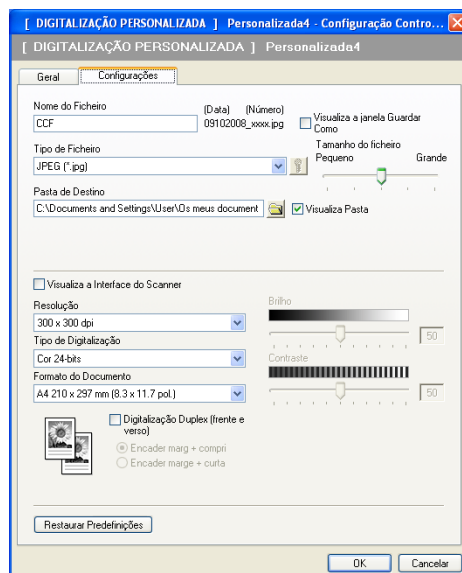 [ DIGITALIZAÇÃO PERSONALIZADA ] Personalizada4 - Configuração Contro...
[ DIGITALIZAÇÃO PERSONALIZADA ] Personalizada4
Geral Configurações
Nome do Ficheiro (Data) (Número)
CCF 09102008_xxxx.jpg
Visualiza a janela Guardar
Como
Tipo de Ficheiro
JPEG (*.jpg)
Tamanho do ficheiro
Pequeno Grande
Pasta de Destino
C:\Documents and Settings\User\Os meus document
Visualiza Pasta
Visualiza a Interface do Scanner
Resolução
300 x 300 dpi
Tipo de Digitalização
Cor 24-bits
Formato do Documento
A4 210 x 297 mm (8.3 x 11.7 pol.)
Brilho
50
Contraste
50
Digitalização Duplex (frente e
verso)
Encader marg + compri
Encader marge + curta
Restaurar Predefinições
OK Cancelar